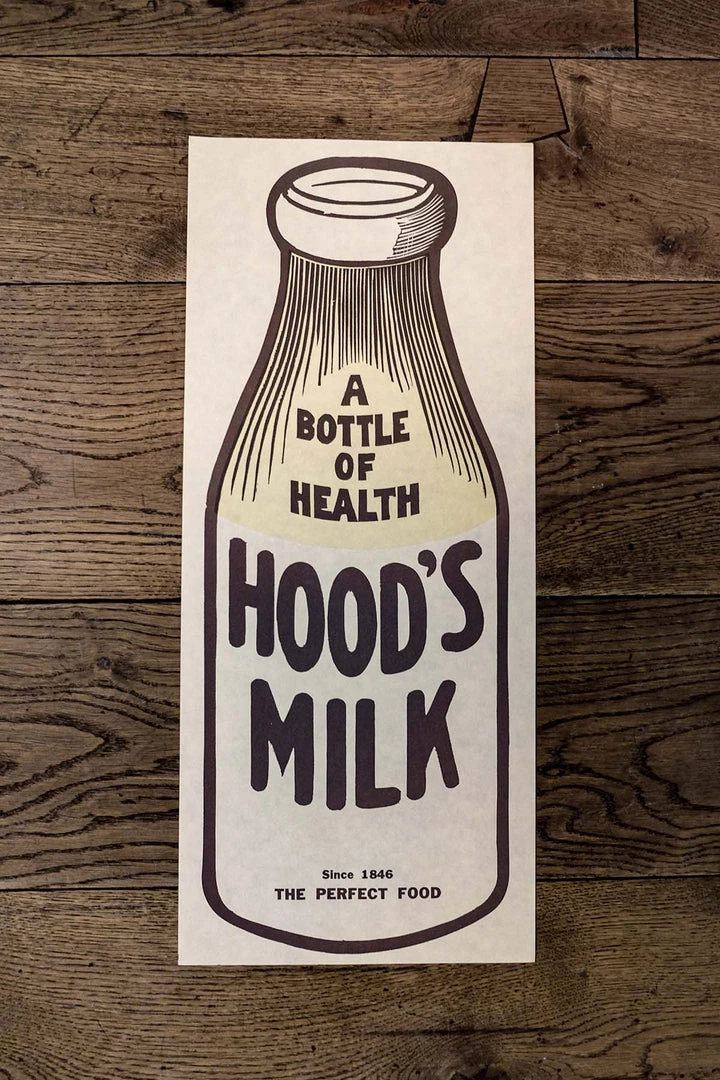 A
BOTTLE
OF
HEALTH
HOOD'S
MILK
Since 1846
THE PERFECT FOOD